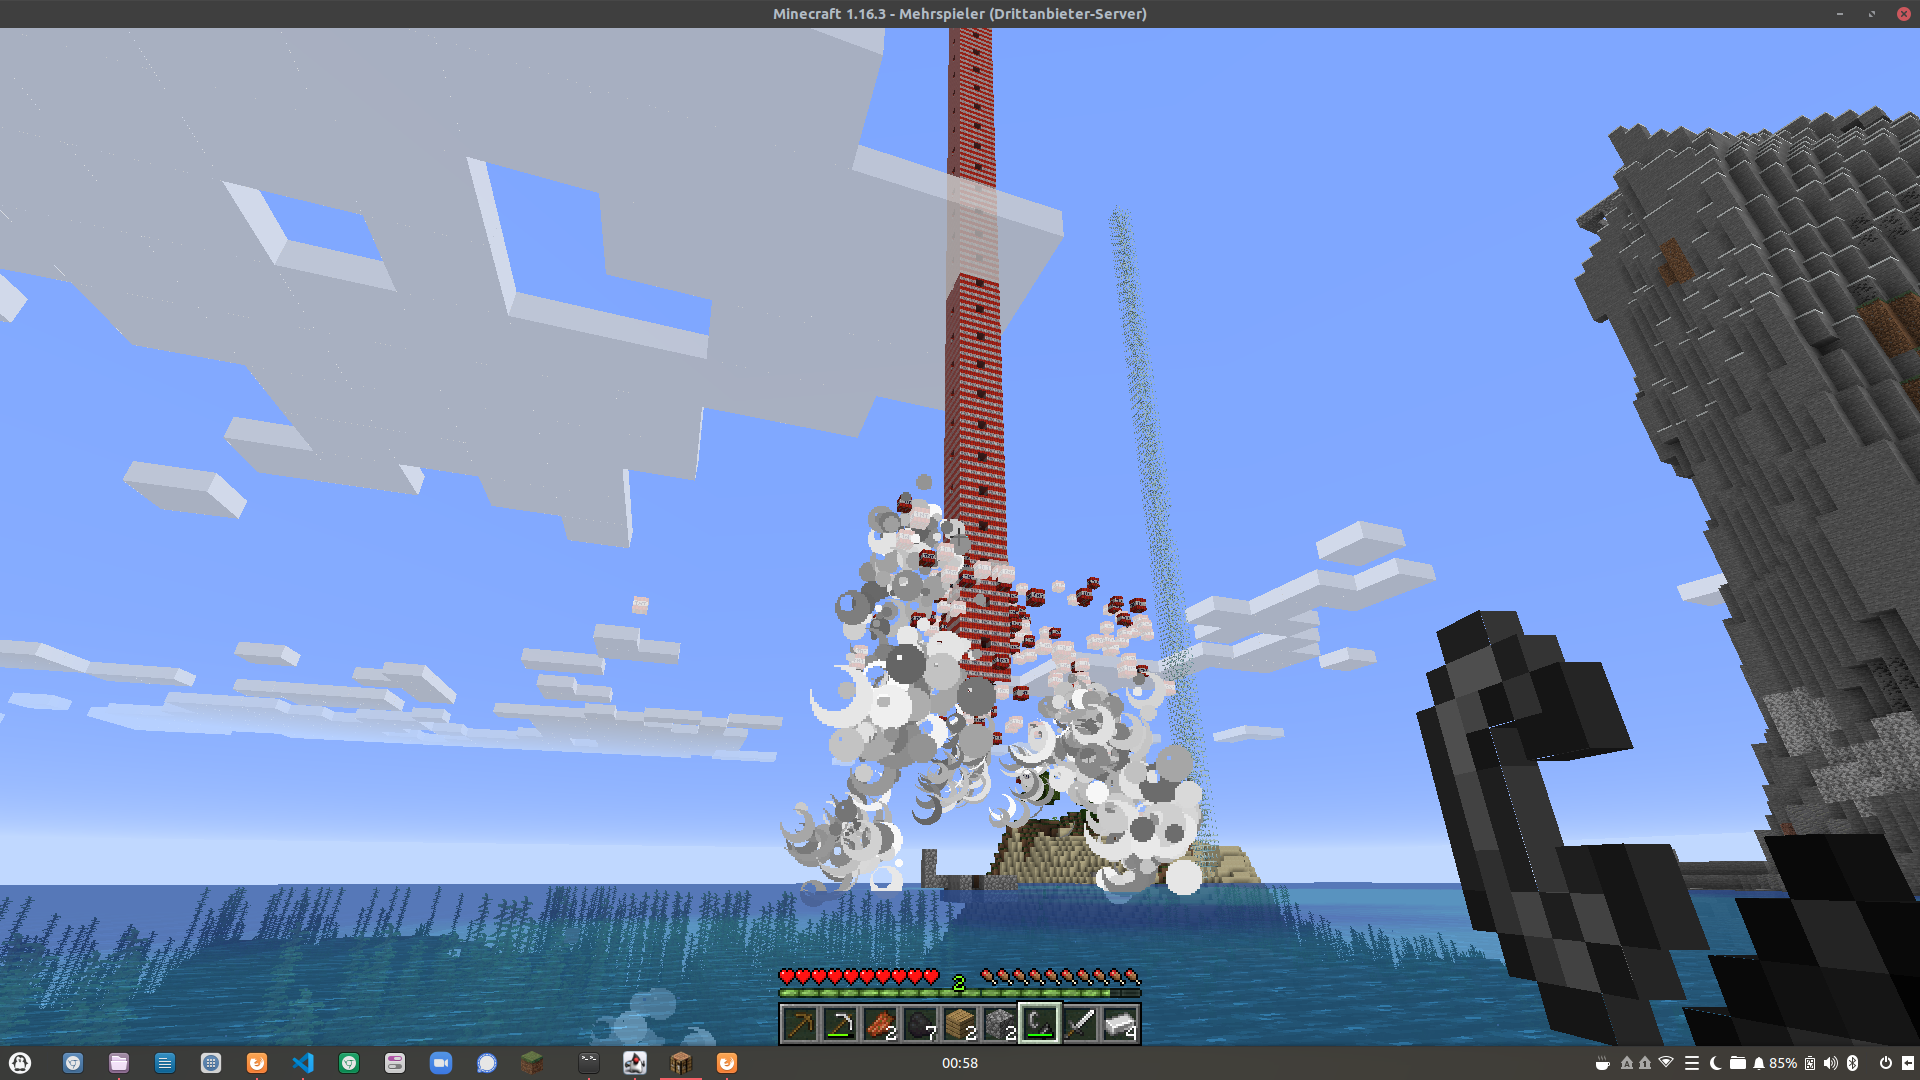 Minecraft 1.16.3 - Mehrspieler (Drittanbieter-Server)
2
2 7 2 2 4
00:58
85%